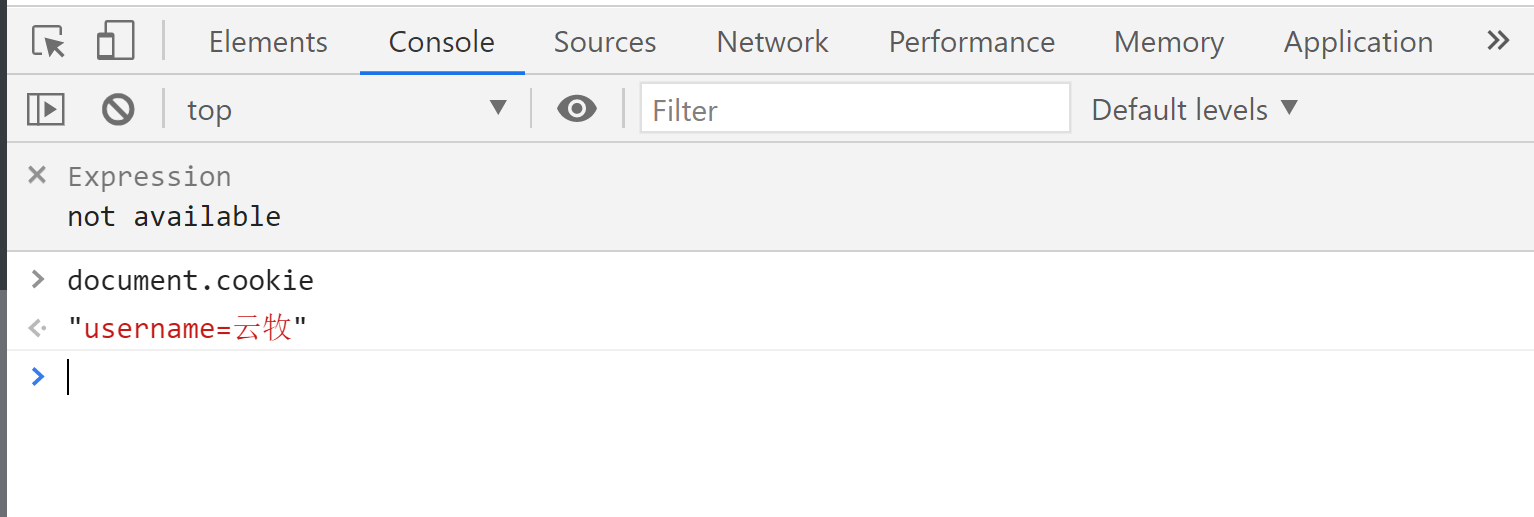 Elements Console Sources Network Performance Memory Application
top Filter Default levels
Expression
not available
document.cookie
"username=云牧"